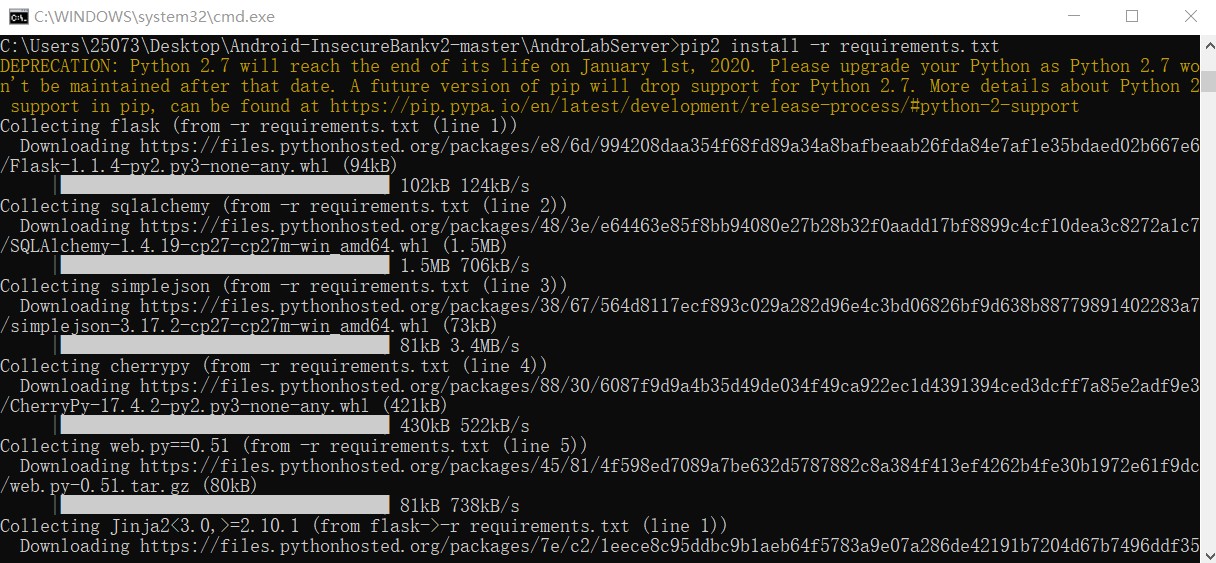 C:\WINDOWS\system32\cmd.exe
C:\Users\25073\Desktop\Android-InsecureBankv2-master\AndroLabServer>pip2 install -r requirements.txt
DEPRECATION: Python 2.7 will reach the end of its life on January 1st, 2020. Please upgrade your Python as Python 2.7 wo
n't be maintained after that date. A future version of pip will drop support for Python 2.7. More details about Python 2
support in pip, can be found at https://pip.pypa.io/en/latest/development/release-process/#python-2-support
Collecting flask (from -r requirements.txt (line 1))
Downloading https://files.pythonhosted.org/packages/e8/6d/994208daa354f68fd89a34a8bafbeaab26fda84e7af1e35bdaed02b667e6
/Flask-1.1.4-py2.py3-none-any.whl (94kB)
102kB 124kB/s
Collecting sqlalchemy (from -r requirements.txt (line 2))
Downloading https://files.pythonhosted.org/packages/48/3e/e64463e85f8bb94080e27b28b32f0aadd17bf8899c4cf10dea3c8272a1c7
/SQLAlchemy-1.4.19-cp27-cp27m-win_amd64.whl (1.5MB)
1.5MB 706kB/s
Collecting simplejson (from -r requirements.txt (line 3))
Downloading https://files.pythonhosted.org/packages/38/67/564d8117ecf893c029a282d96e4c3bd06826bf9d638b88779891402283a7
/simplejson-3.17.2-cp27-cp27m-win_amd64.whl (73kB)
81kB 3.4MB/s
Collecting cherrypy (from -r requirements.txt (line 4))
Downloading https://files.pythonhosted.org/packages/88/30/6087f9d9a4b35d49de034f49ca922ec1d4391394ced3dcff7a85e2adf9e3
/CherryPy-17.4.2-py2.py3-none-any.whl (421kB)
430kB 522kB/s
Collecting web.py==0.51 (from -r requirements.txt (line 5))
Downloading https://files.pythonhosted.org/packages/45/81/4f598ed7089a7be632d5787882c8a384f413ef4262b4fe30b1972e61f9dc
/web.py-0.51.tar.gz (80kB)
81kB 738kB/s
Collecting Jinja2<3.0,>=2.10.1 (from flask->-r requirements.txt (line 1))
Downloading https://files.pythonhosted.org/packages/7e/c2/1eece8c95ddbc9b1aeb64f5783a9e07a286de42191b7204d67b7496ddf35